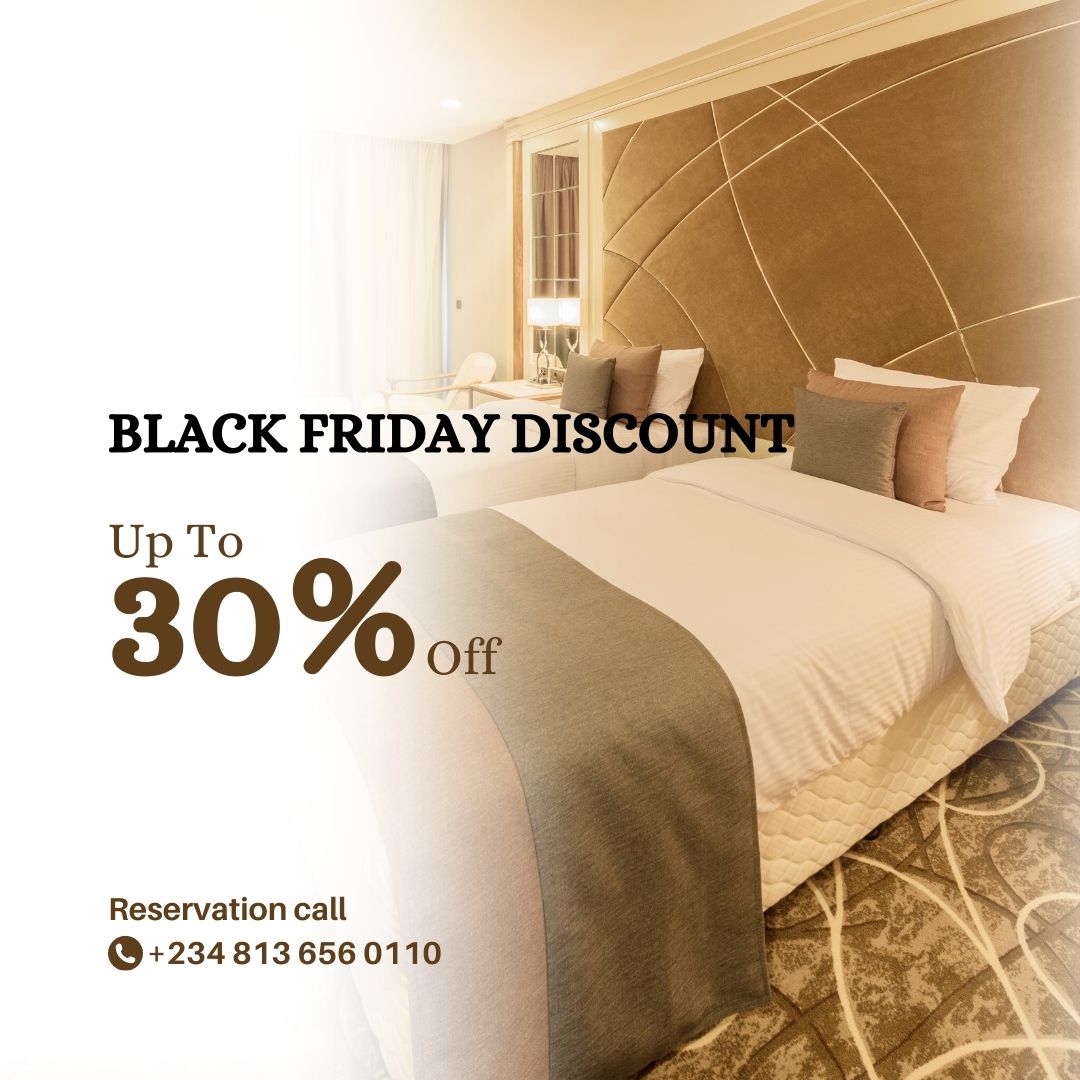 BLACK FRIDAY DISCOUNT
Up To
30% Off
Reservation call
+234 813 656 0110